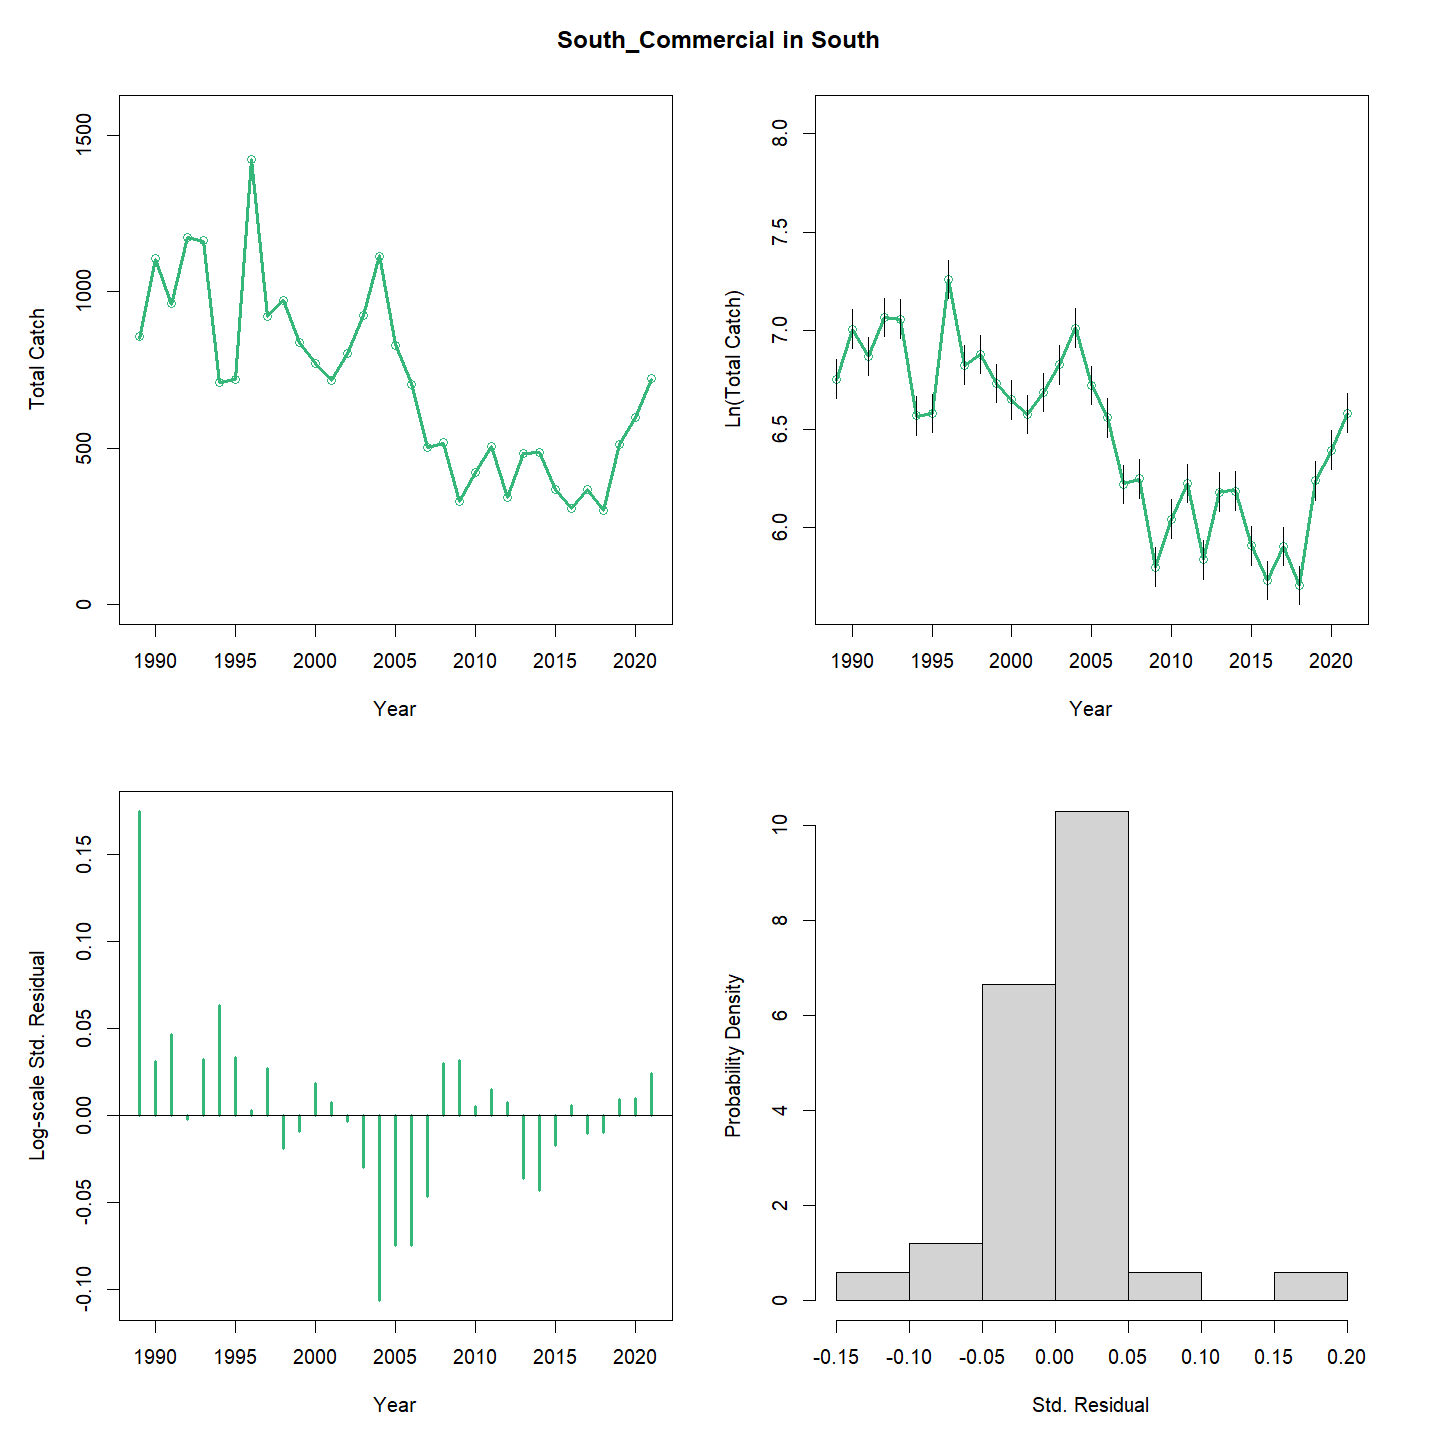 South_Commercial in South
Total Catch
0 500 1000 1500
1990 1995 2000 2005 2010 2015 2020
Year
Ln(Total Catch)
6.0 6.5 7.0 7.5 8.0
1990 1995 2000 2005 2010 2015 2020
Year
Log-scale Std. Residual
-0.10 -0.05 0.00 0.05 0.10 0.15
1990 1995 2000 2005 2010 2015 2020
Year
Probability Density
0 2 4 6 8 10
-0.15 -0.10 -0.05 0.00 0.05 0.10 0.15 0.20
Std. Residual